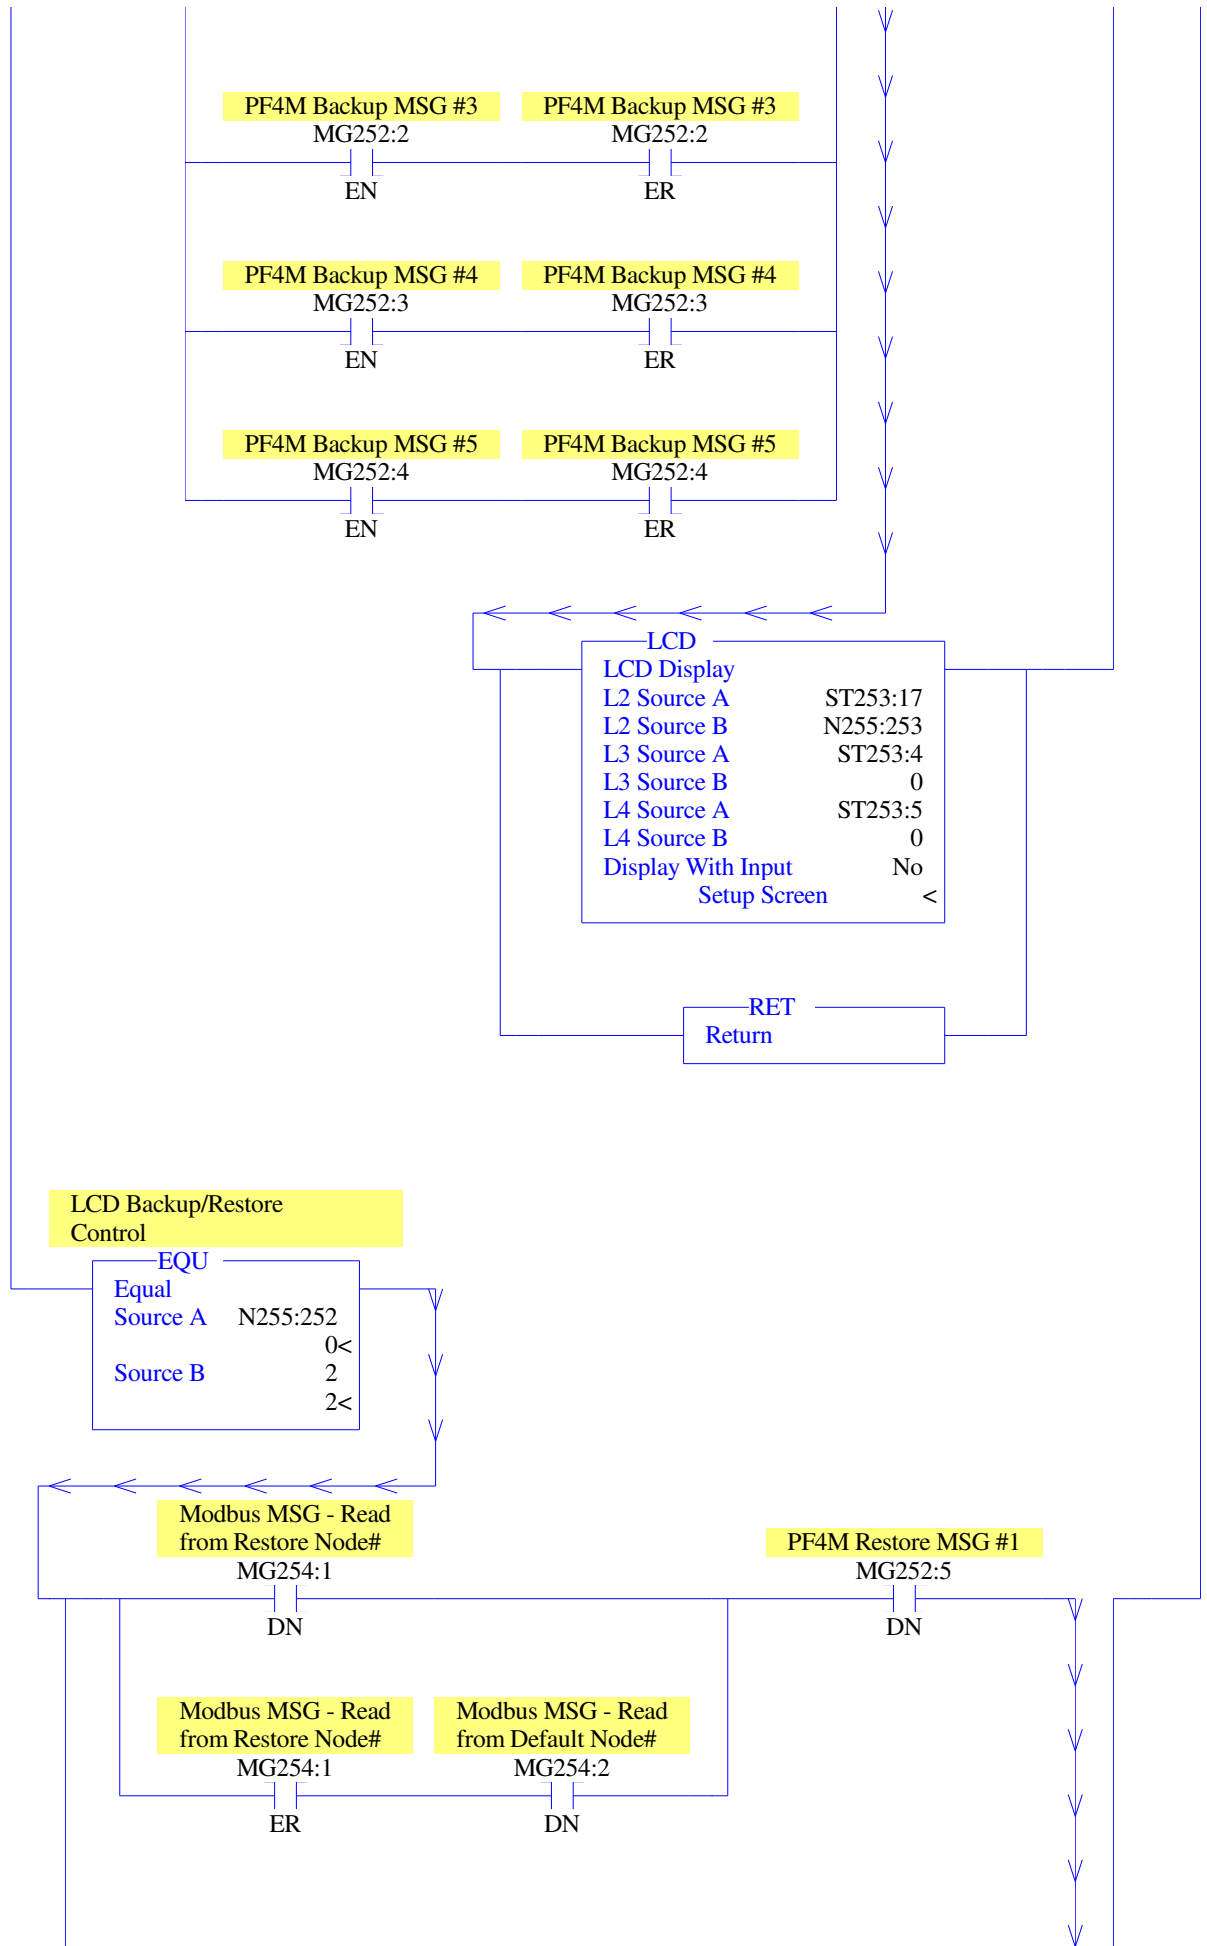 PF4M Backup MSG #3 PF4M Backup MSG #3
MG252:2 MG252:2
EN ER
PF4M Backup MSG #4 PF4M Backup MSG #4
MG252:3 MG252:3
EN ER
PF4M Backup MSG #5 PF4M Backup MSG #5
MG252:4 MG252:4
EN ER
LCD
LCD Display
L2 Source A ST253:17
L2 Source B N255:253
L3 Source A ST253:4
L3 Source B 0
L4 Source A ST253:5
L4 Source B 0
Display With Input No
Setup Screen <
RET
Return
LCD Backup/Restore
Control
EQU
Equal
Source A N255:252
0<
Source B 2
2<
Modbus MSG - Read
from Restore Node# PF4M Restore MSG #1
MG254:1 MG252:5
DN DN
Modbus MSG - Read Modbus MSG - Read
from Restore Node# from Default Node#
MG254:1 MG254:2
ER DN